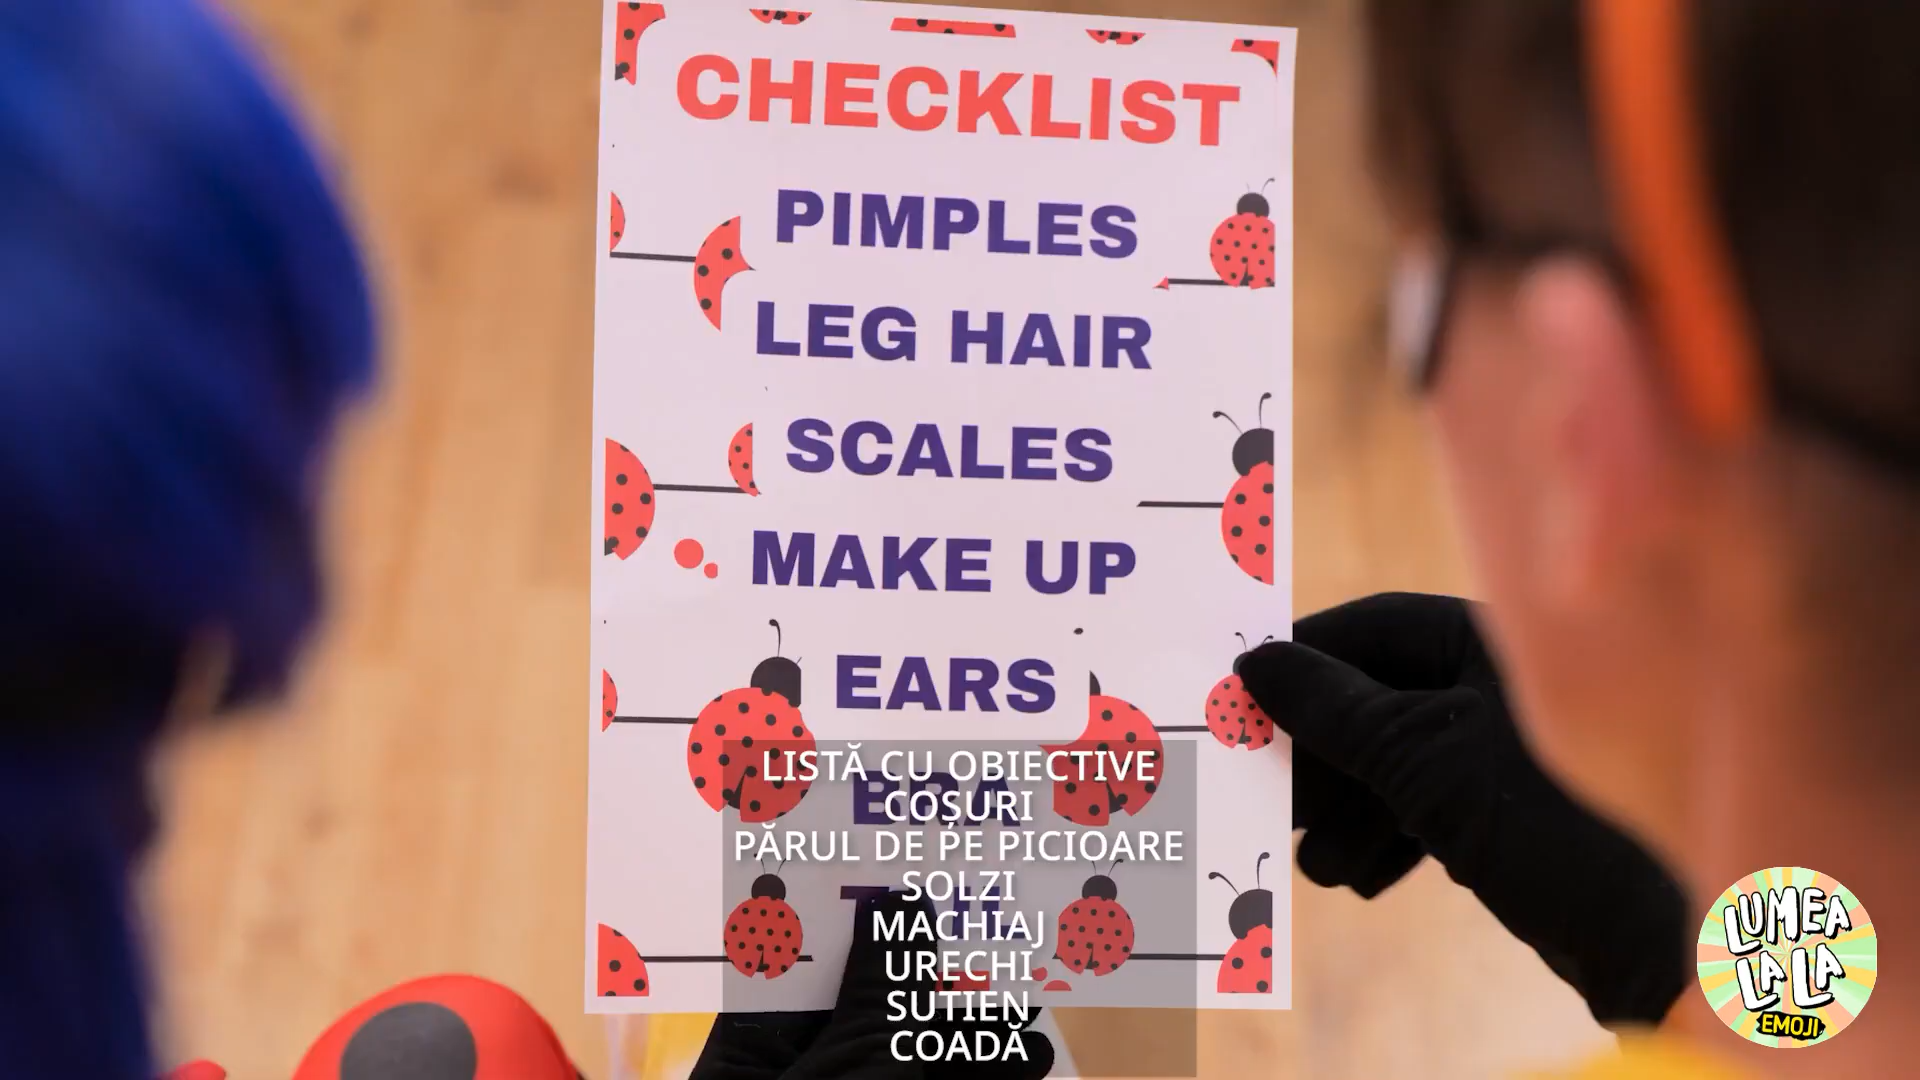 CHECKLIST
PIMPLES
LEG HAIR
SCALES
MAKE UP
EARS
BRA
LISTĂ CU OBIECTIVE
COȘURI
PĂRUL DE PE PICIOARE
SOLZI
MACHIAJ
URECHI
SUTIEN
COADĂ
LUMEA
LA LA
EMOJI